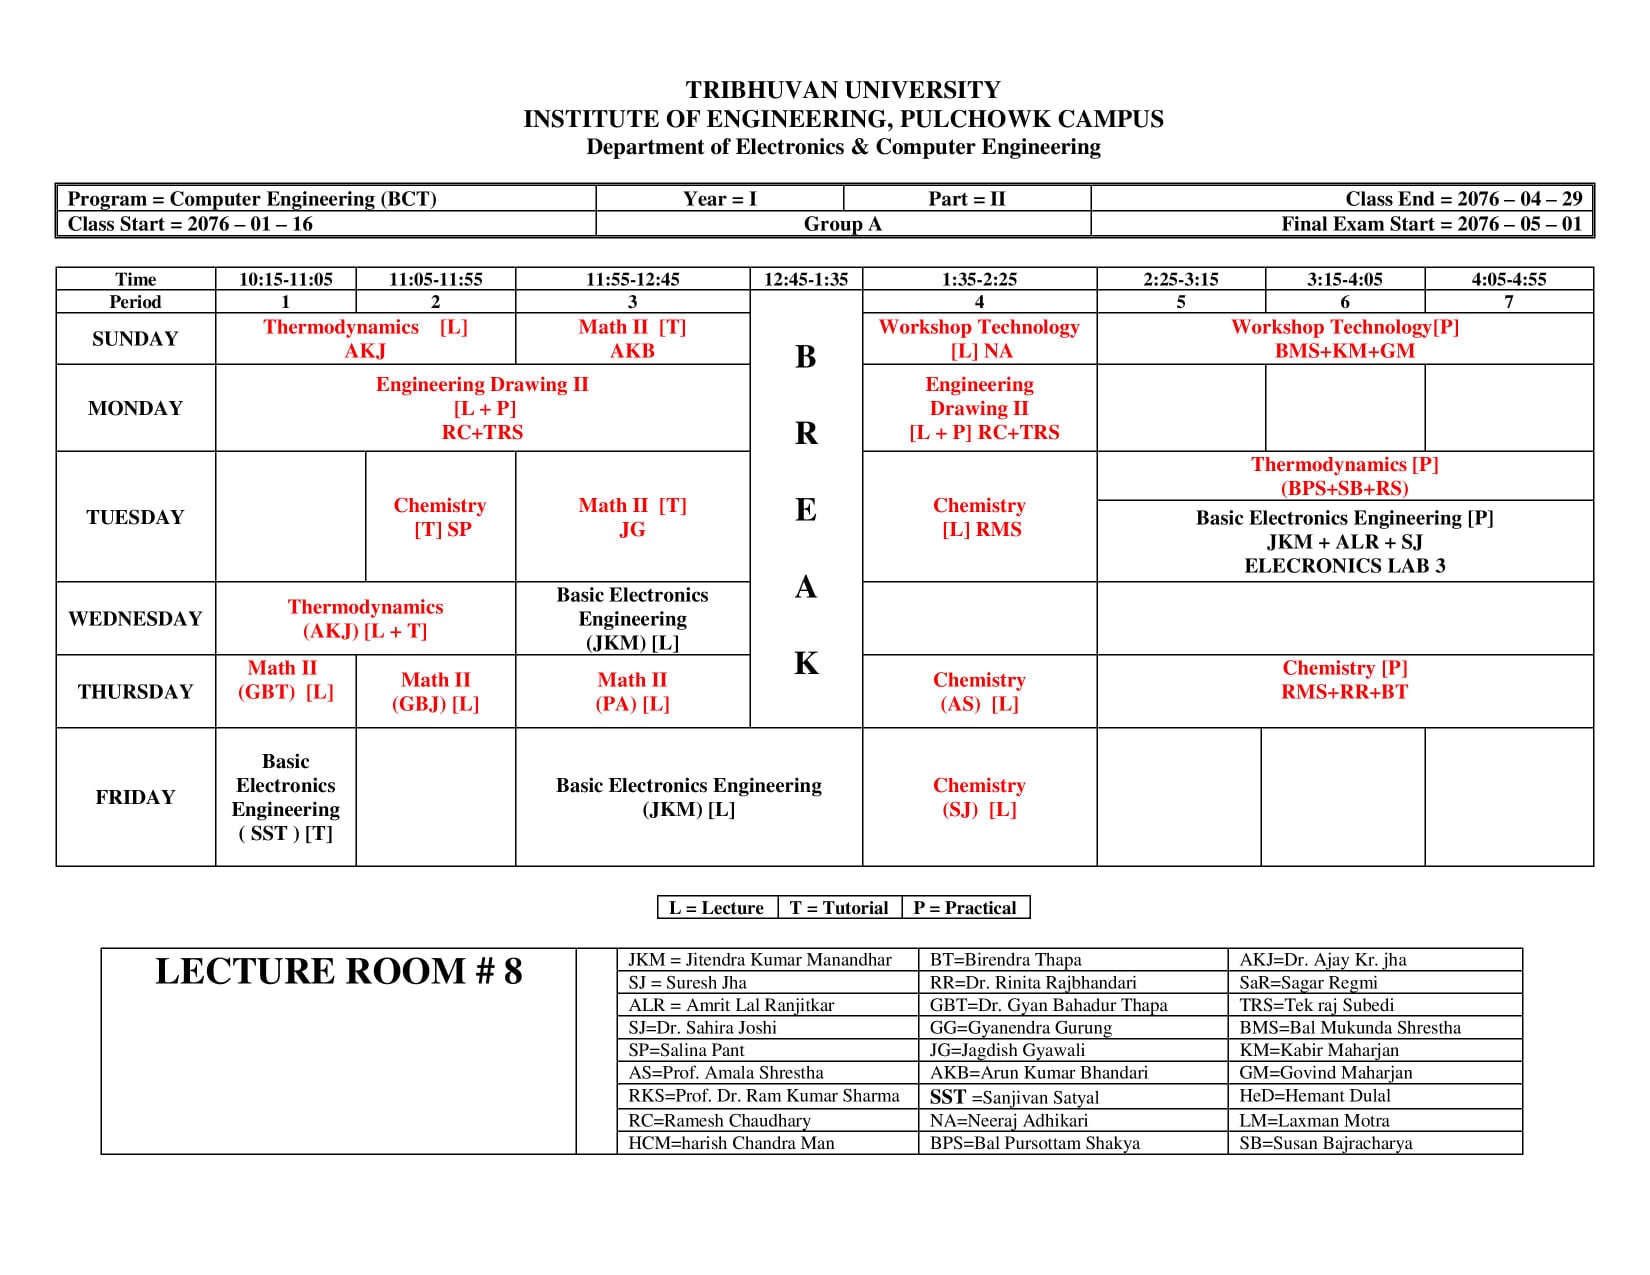 TRIBHUVAN UNIVERSITY
INSTITUTE OF ENGINEERING, PULCHOWK CAMPUS
Department of Electronics & Computer Engineering
Program = Computer Engineering (BCT) Year = I Part = II Class End = 2076 – 04 – 29
Class Start = 2076 – 01 – 16 Group A Final Exam Start = 2076 – 05 – 01
Time 10:15-11:05 11:05-11:55 11:55-12:45 12:45-1:35 1:35-2:25 2:25-3:15 3:15-4:05 4:05-4:55
Period 1 2 3 4 5 6 7
BREAK
SUNDAY
Thermodynamics [L]
AKJ
Math II [T]
AKB
Workshop Technology
[L] NA
Workshop Technology[P]
BMS+KM+GM
MONDAY
Engineering Drawing II
[L + P]
RC+TRS
Engineering
Drawing II
[L + P] RC+TRS
TUESDAY
Chemistry
[T] SP
Math II [T]
JG
Chemistry
[L] RMS
Thermodynamics [P]
(BPS+SB+RS)
Basic Electronics Engineering [P]
JKM + ALR + SJ
ELECRONICS LAB 3
WEDNESDAY
Thermodynamics
(AKJ) [L + T]
Basic Electronics
Engineering
(JKM) [L]
THURSDAY
Math II
(GBT) [L]
Math II
(GBJ) [L]
Math II
(PA) [L]
Chemistry
(AS) [L]
Chemistry [P]
RMS+RR+BT
FRIDAY
Basic
Electronics
Engineering
( SST ) [T]
Basic Electronics Engineering
(JKM) [L]
Chemistry
(SJ) [L]
L = Lecture T = Tutorial P = Practical
LECTURE ROOM # 8
JKM = Jitendra Kumar Manandhar BT=Birendra Thapa AKJ=Dr. Ajay Kr. jha
SJ = Suresh Jha RR=Dr. Rinita Rajbhandari SaR=Sagar Regmi
ALR = Amrit Lal Ranjitkar GBT=Dr. Gyan Bahadur Thapa TRS=Tek raj Subedi
SJ=Dr. Sahira Joshi GG=Gyanendra Gurung BMS=Bal Mukunda Shrestha
SP=Salina Pant JG=Jagdish Gyawali KM=Kabir Maharjan
AS=Prof. Amala Shrestha AKB=Arun Kumar Bhandari GM=Govind Maharjan
RKS=Prof. Dr. Ram Kumar Sharma SST =Sanjivan Satyal HeD=Hemant Dulal
RC=Ramesh Chaudhary NA=Neeraj Adhikari LM=Laxman Motra
HCM=harish Chandra Man BPS=Bal Pursottam Shakya SB=Susan Bajracharya